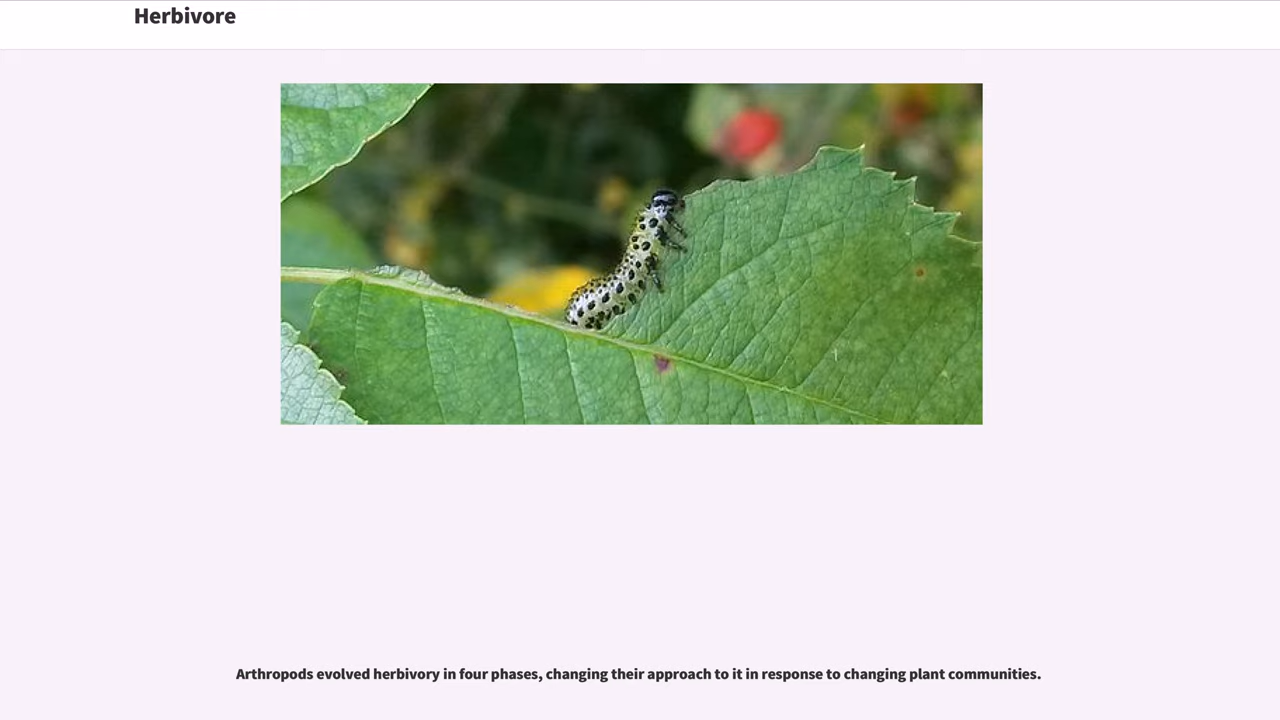 Herbivore
Arthropods evolved herbivory in four phases, changing their approach to it in response to changing plant communities.